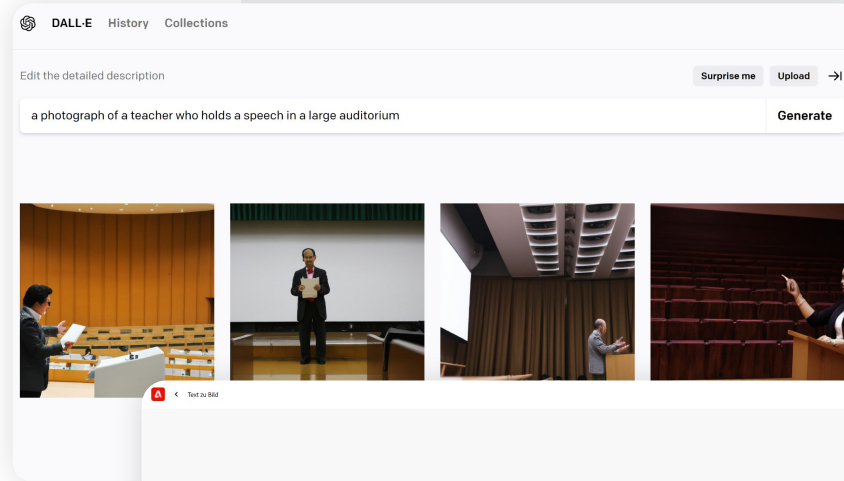 DALL·E History Collections
Edit the detailed description
Surprise me Upload
a photograph of a teacher who holds a speech in a large auditorium
Generate
Text zu Bild